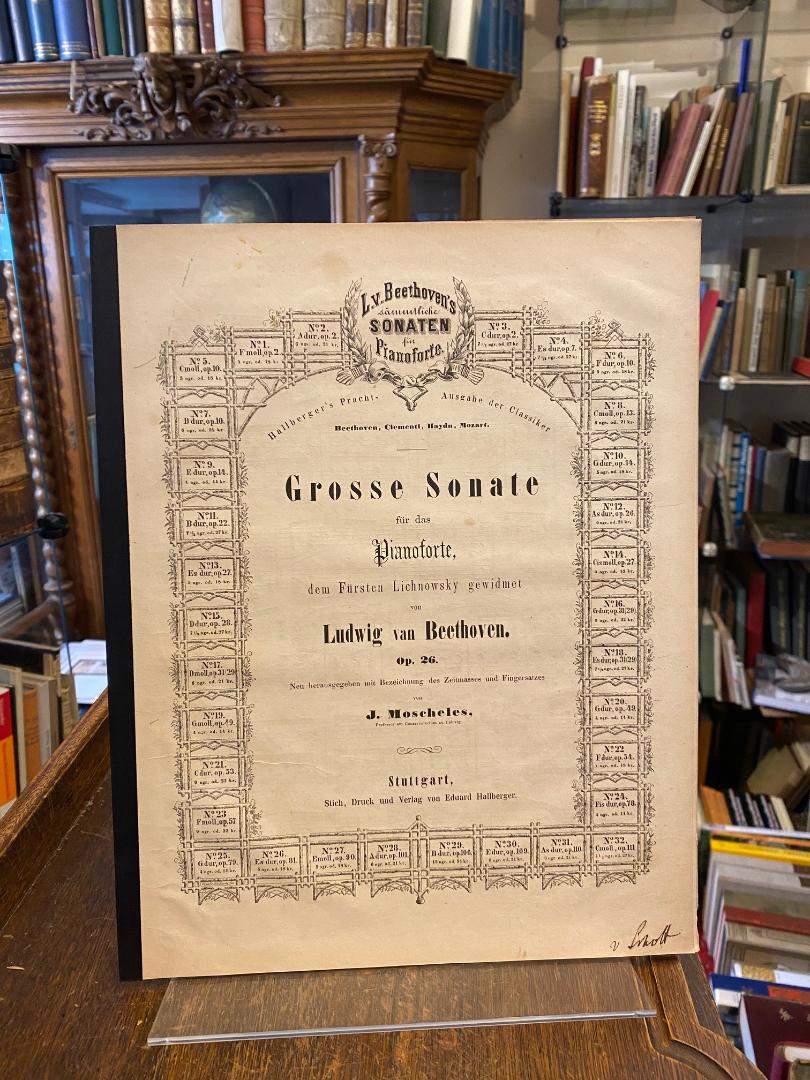 L. v. Beethoven's
sämmtliche
SONATEN
für
Pianoforte.
No. 1.
F moll, op. 2.
No. 2.
A dur, op. 2.
No. 3.
C dur, op. 2.
No. 4.
Es dur, op. 7.
No. 5.
C moll, op. 10.
No. 6.
F dur, op. 10.
Hallberger's Pracht-Ausgabe der Classiker
Beethoven, Clementi, Haydn, Mozart.
No. 7.
D dur, op. 10.
No. 8.
C moll, op. 13.
No. 9.
E dur, op. 14.
No. 10.
G dur, op. 14.
No. 11.
B dur, op. 22.
No. 12.
As dur, op. 26.
No. 13.
Es dur, op. 27.
No. 14.
Cis moll, op. 27.
No. 15.
D dur, op. 28.
No. 16.
G dur, op. 31 (29)
No. 17.
D moll, op. 31 (29)
No. 18.
Es dur, op. 31 (29)
No. 19.
G moll, op. 49.
No. 20.
G dur, op. 49.
No. 21.
C dur, op. 53.
No. 22
F dur, op. 54.
No. 23
F moll, op. 57
No. 24.
Fis dur, op. 78.
Grosse Sonate
für das
Pianoforte,
dem Fürsten Lichnowsky gewidmet
von
Ludwig van Beethoven.
Op. 26.
Neu herausgegeben mit Bezeichnung des Zeitmasses und Fingersatzes
von
J. Moscheles,
Professor am Conservatorium zu Leipzig.
Stuttgart,
Stich, Druck und Verlag von Eduard Hallberger.
No. 25.
G dur, op. 79.
No. 26.
Es dur, op. 81.
No. 27.
E moll, op. 90.
No. 28.
A dur, op. 101.
No. 29.
B dur, op. 106.
No. 30.
E dur, op. 109.
No. 31.
As dur, op. 110.
No. 32.
C moll, op. 111